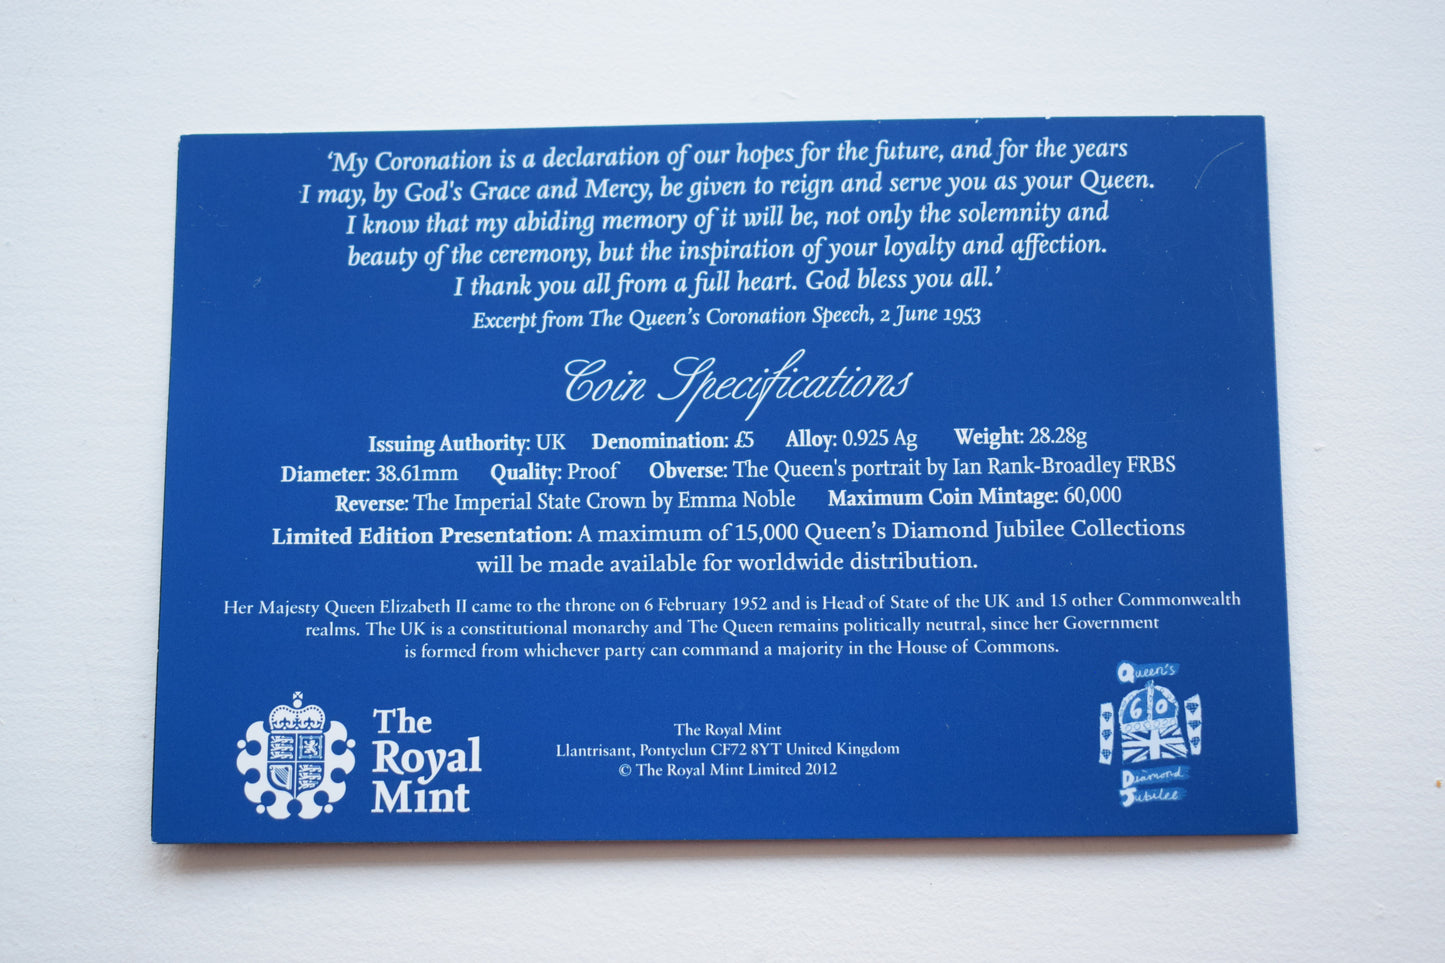 ‘My Coronation is a declaration of our hopes for the future, and for the years
I may, by God's Grace and Mercy, be given to reign and serve you as your Queen.
I know that my abiding memory of it will be, not only the solemnity and
beauty of the ceremony, but the inspiration of your loyalty and affection.
I thank you all from a full heart. God bless you all.’
Excerpt from The Queen’s Coronation Speech, 2 June 1953
Coin Specifications
Issuing Authority: UK Denomination: £5 Alloy: 0.925 Ag Weight: 28.28g
Diameter: 38.61mm Quality: Proof Obverse: The Queen's portrait by Ian Rank-Broadley FRBS
Reverse: The Imperial State Crown by Emma Noble Maximum Coin Mintage: 60,000
Limited Edition Presentation: A maximum of 15,000 Queen’s Diamond Jubilee Collections
will be made available for worldwide distribution.
Her Majesty Queen Elizabeth II came to the throne on 6 February 1952 and is Head of State of the UK and 15 other Commonwealth
realms. The UK is a constitutional monarchy and The Queen remains politically neutral, since her Government
is formed from whichever party can command a majority in the House of Commons.
The
Royal
Mint
The Royal Mint
Llantrisant, Pontyclun CF72 8YT United Kingdom
© The Royal Mint Limited 2012
Queen's
60
Diamond
Jubilee